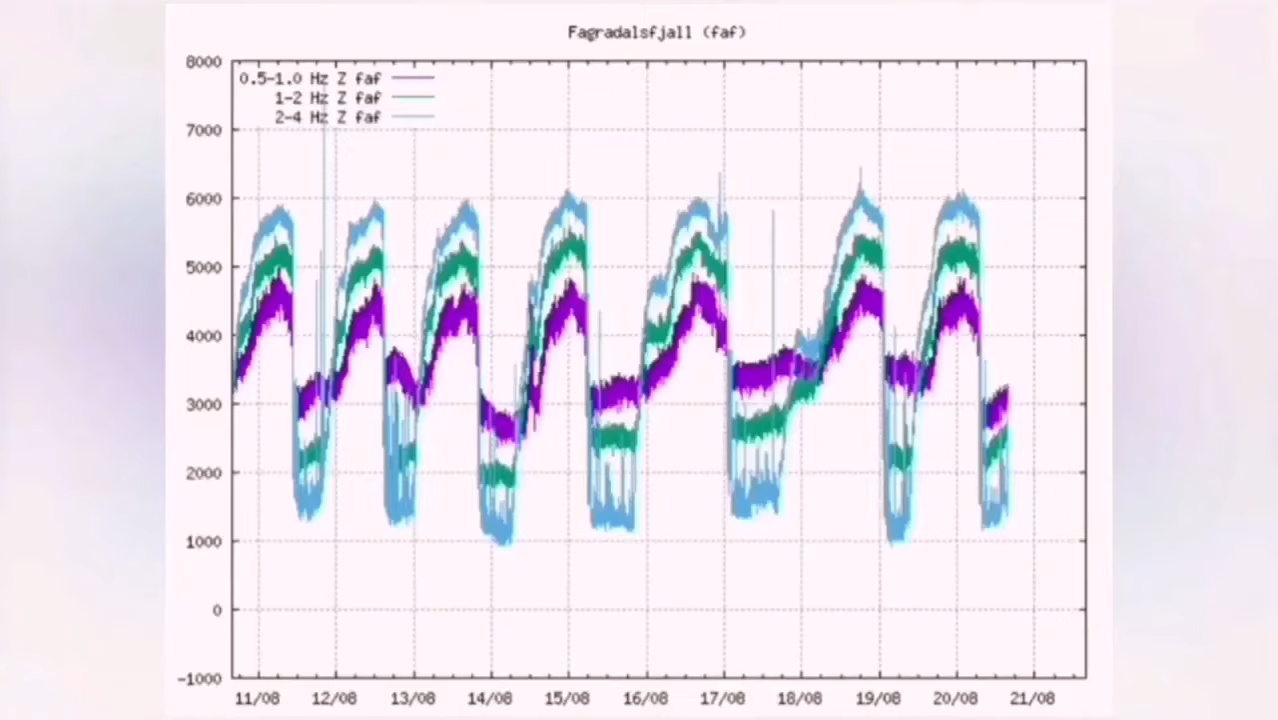 Fagradalsfjall (faf)
8000
0.5-1.0 Hz Z faf
1-2 Hz Z faf
2-4 Hz Z faf
7000
6000
5000
4000
3000
2000
1000
0
-1000
11/08 12/08 13/08 14/08 15/08 16/08 17/08 18/08 19/08 20/08 21/08